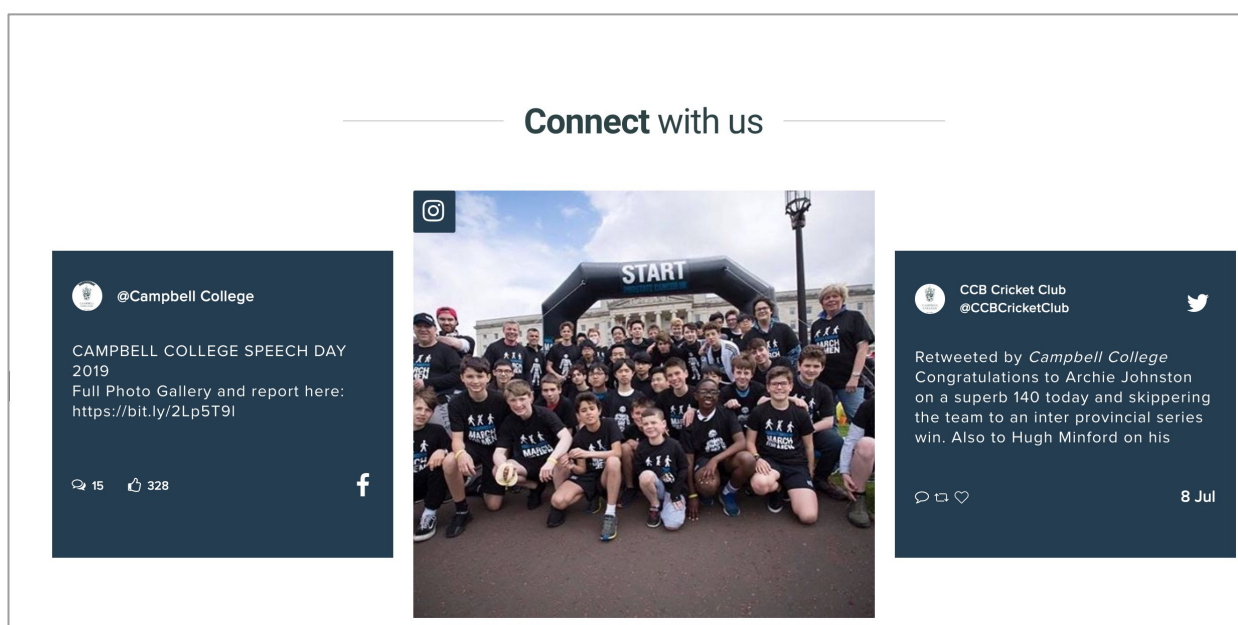 Connect with us
@Campbell College
CAMPBELL COLLEGE SPEECH DAY
2019
Full Photo Gallery and report here:
https://bit.ly/2Lp5T9l
15 328
START
MARCH
CCB Cricket Club
@CCBCricketClub
Retweeted by Campbell College
Congratulations to Archie Johnston
on a superb 140 today and skippering
the team to an inter provincial series
win. Also to Hugh Minford on his
8 Jul